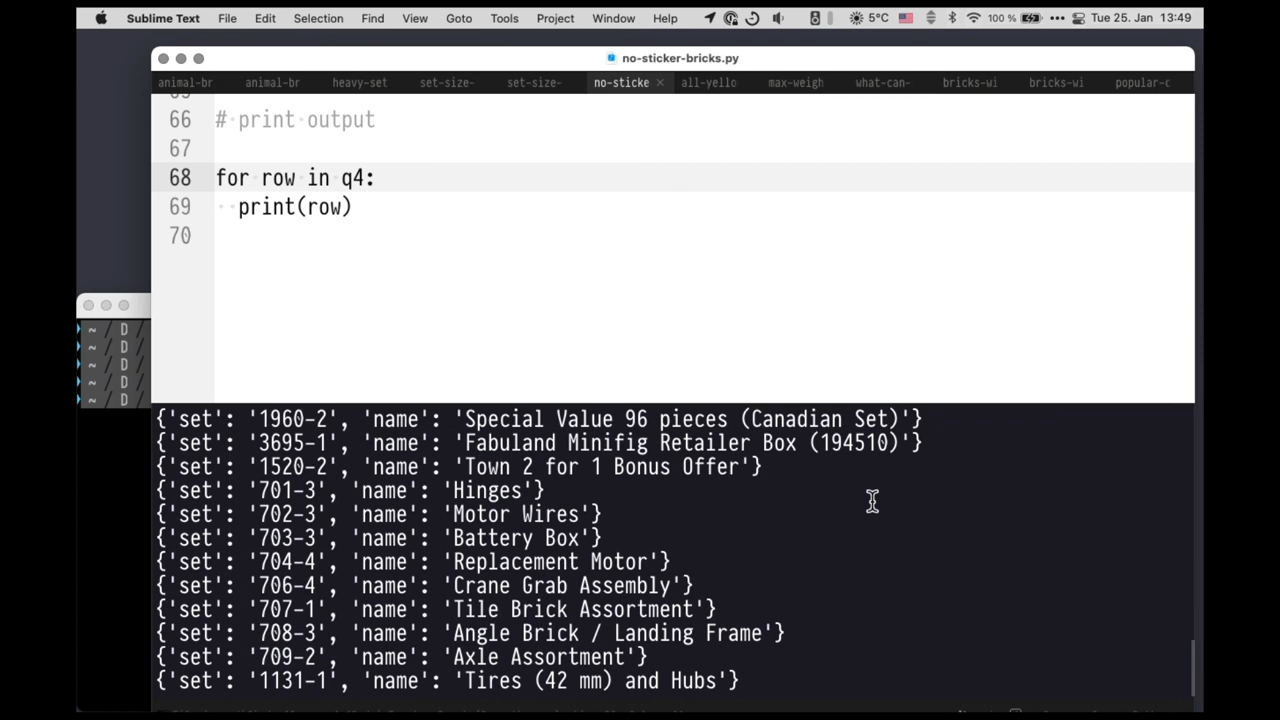 Sublime Text File Edit Selection Find View Goto Tools Project Window Help 5°C 100 % Tue 25. Jan 13:49
no-sticker-bricks.py
animal-br animal-br heavy-set set-size- set-size- no-sticke × all-yello max-weigh what-can- bricks-wi bricks-wi popular-c
66 # print output
67
68 for row in q4:
69 print(row)
70
~ / D /
~ / D /
~ / D /
~ / D /
~ / D /
{'set': '1960-2', 'name': 'Special Value 96 pieces (Canadian Set)'}
{'set': '3695-1', 'name': 'Fabuland Minifig Retailer Box (194510)'}
{'set': '1520-2', 'name': 'Town 2 for 1 Bonus Offer'}
{'set': '701-3', 'name': 'Hinges'}
{'set': '702-3', 'name': 'Motor Wires'}
{'set': '703-3', 'name': 'Battery Box'}
{'set': '704-4', 'name': 'Replacement Motor'}
{'set': '706-4', 'name': 'Crane Grab Assembly'}
{'set': '707-1', 'name': 'Tile Brick Assortment'}
{'set': '708-3', 'name': 'Angle Brick / Landing Frame'}
{'set': '709-2', 'name': 'Axle Assortment'}
{'set': '1131-1', 'name': 'Tires (42 mm) and Hubs'}